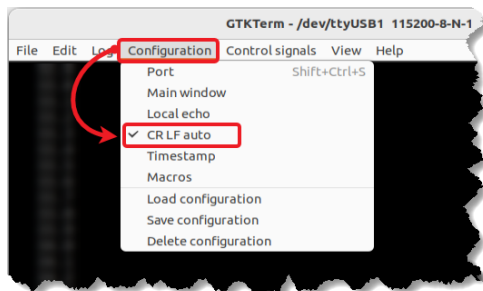 GTKTerm - /dev/ttyUSB1 115200-8-N-1
File Edit Log Configuration Control signals View Help
Port Shift+Ctrl+S
Main window
Local echo
CR LF auto
Timestamp
Macros
Load configuration
Save configuration
Delete configuration